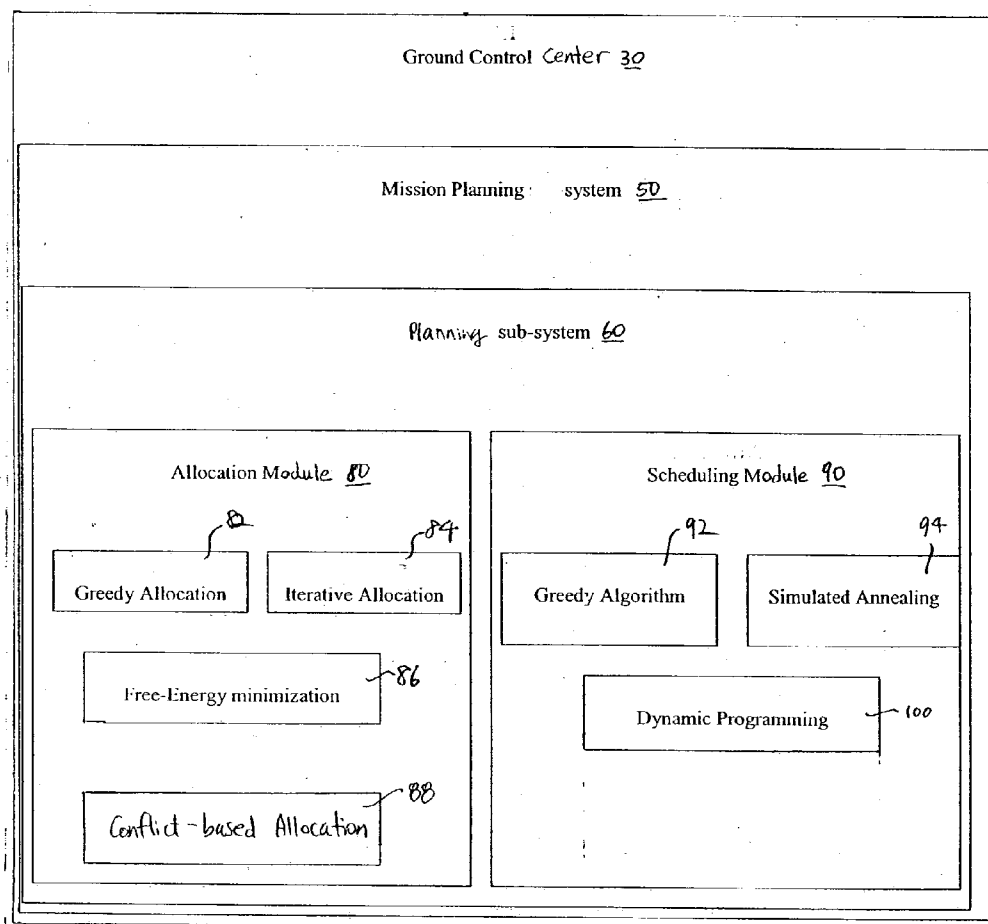 Ground Control Center 30
Mission Planning system 50
Planning sub-system 60
Allocation Module 80
Scheduling Module 90
82
84
92
94
Greedy Allocation
Iterative Allocation
Greedy Algorithm
Simulated Annealing
Free-Energy minimization
86
Dynamic Programming
100
Conflict-based Allocation
88